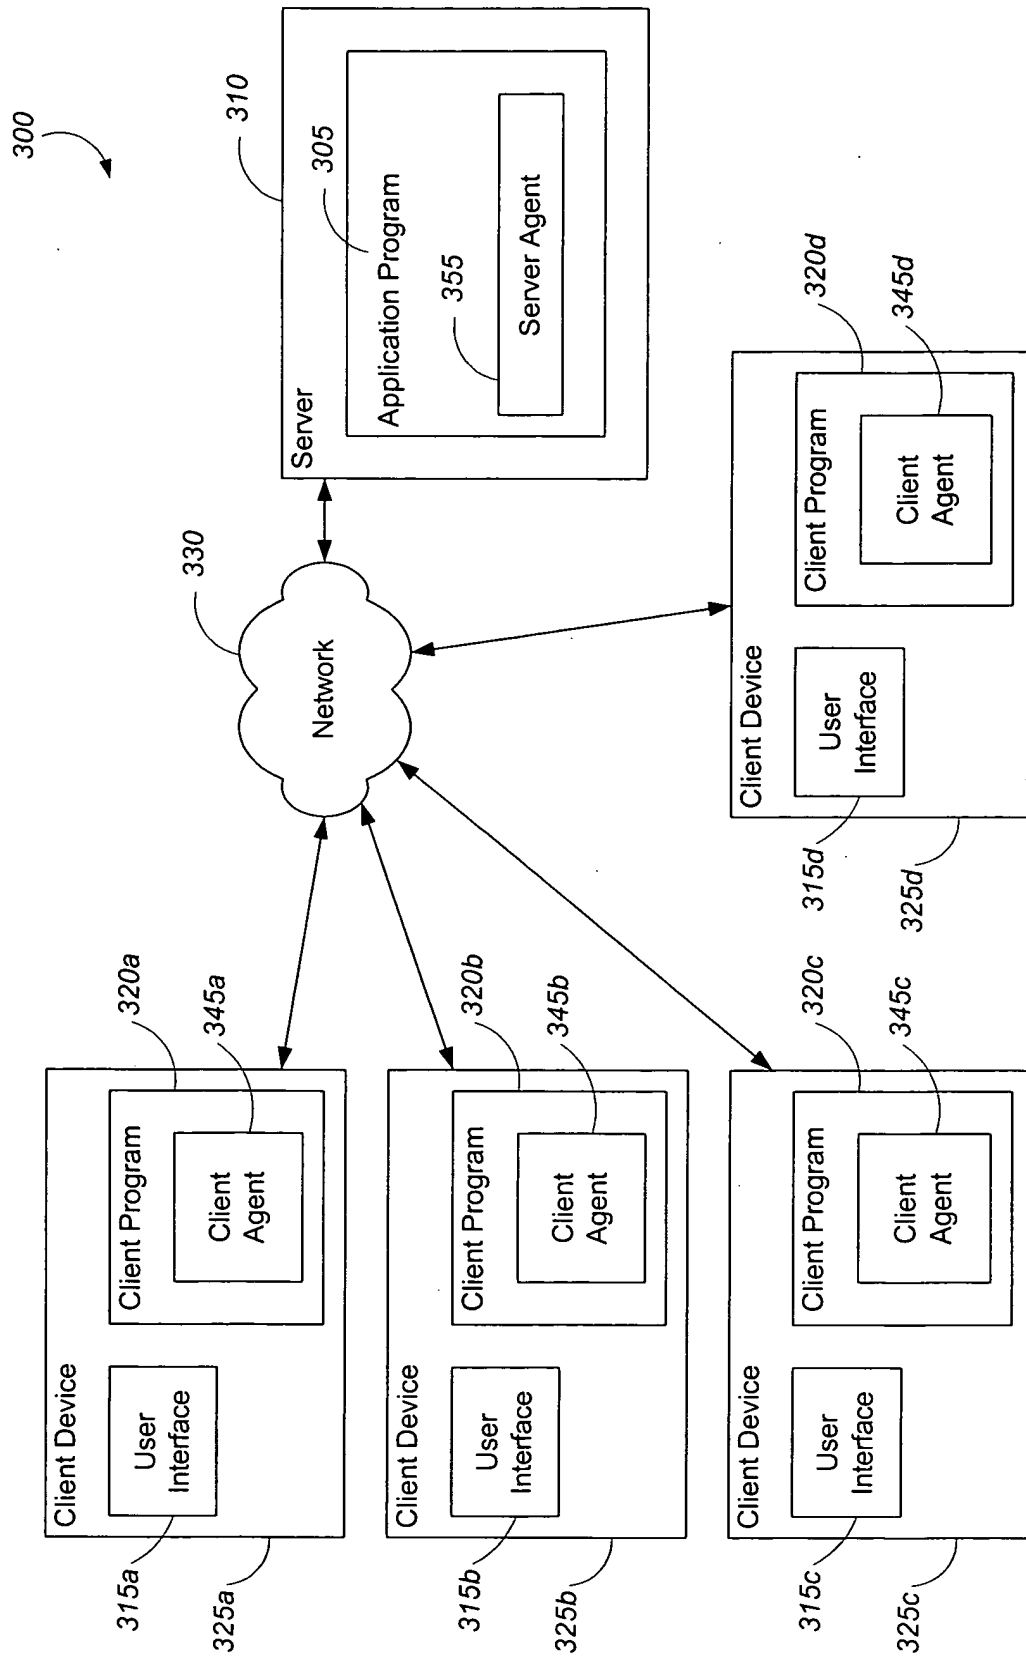 300
Client Device
User
Interface
Client Program
Client
Agent
315a
325a
320a
345a
Client Device
User
Interface
Client Program
Client
Agent
315b
325b
320b
345b
Client Device
User
Interface
Client Program
Client
Agent
315c
325c
320c
345c
Network
330
Server
310
Application Program
305
Server Agent
355
Client Device
User
Interface
Client Program
Client
Agent
315d
325d
320d
345d